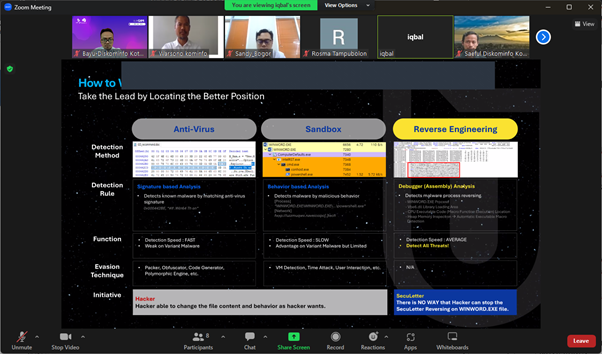 Zoom Meeting
You are viewing iqbal's screen
View Options
View
Bayu-Diskominfo Kot...
Warsono kominfo
Sandy_Bogor
R
Rosma Tampubolon
iqbal
iqbal
Saeful Diskominfo Ko...
How to
Take the Lead by Locating the Better Position
Anti-Virus
Sandbox
Reverse Engineering
Detection
Method
Detection
Rule
Signature based Analysis
• Detects known malware by matching anti-virus
signature
Behavior based Analysis
• Detects malware by malicious behavior
Debugger (Assembly) Analysis
• Detects malware process reversing
Function
• Detection Speed : FAST
• Weak on Variant Malware
• Detection Speed : SLOW
• Advantage on Variant Malware but Limited
• Detection Speed : AVERAGE
• Detect All Threats!
Evasion
Technique
• Packer, Obfuscator, Code Generator,
Polymorphic Engine, etc.
• VM Detection, Time Attack, User Interaction, etc.
• N/A
Initiative
Hacker
Hacker able to change the file content and behavior as hacker wants.
SecuLetter
There is NO WAY that Hacker can stop the
SecuLetter Reversing on WINWORD.EXE file.
Unmute
Stop Video
Participants
8
Chat
Share Screen
Record
Reactions
Apps
Whiteboards
Leave